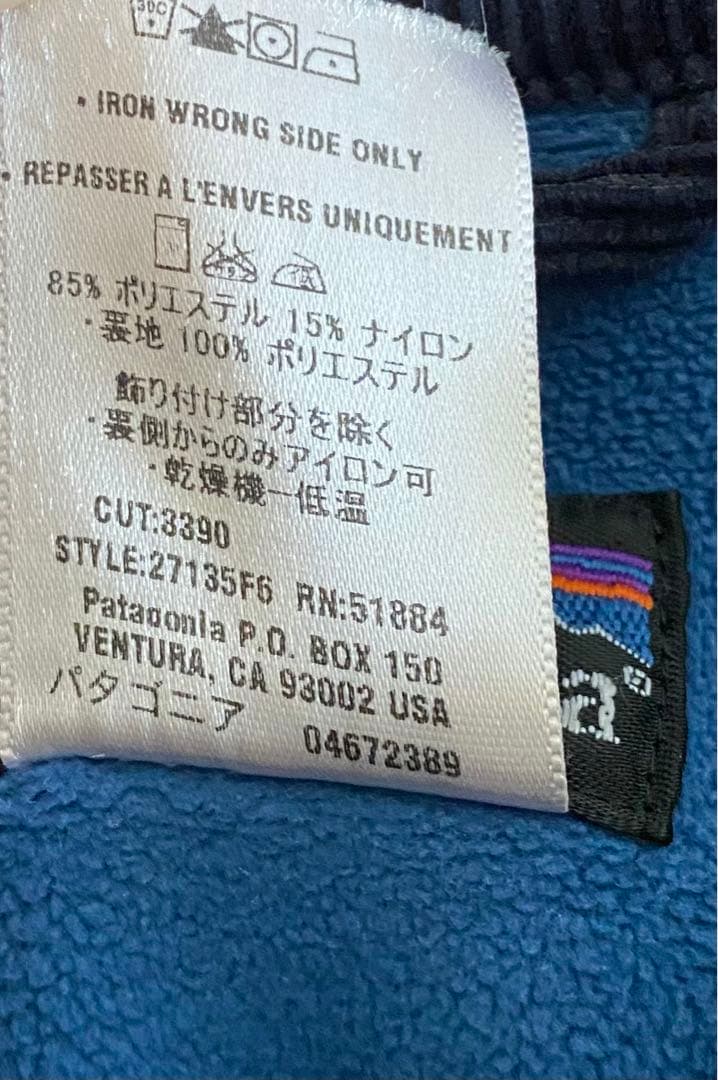 30C
• IRON WRONG SIDE ONLY
• REPASSER A L'ENVERS UNIQUEMENT
低
85% ポリエステル 15% ナイロン
・裏地 100% ポリエステル
飾り付け部分を除く
・裏側からのみアイロン可
・乾燥機一低温
CUT:3390
STYLE:27135F6 RN:51884
Patagonia P.O. BOX 150
VENTURA, CA 93002 USA
パタゴニア 04672389
a®